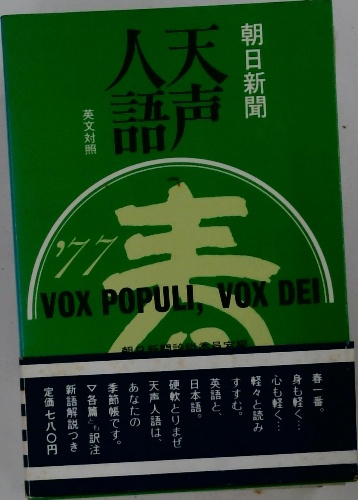 朝日新聞
天声
人語
英文対照
'77
春
VOX POPULI, VOX DEI
春一番。
身も軽く…
心も軽く…
軽々と読み
すすむ。
英語と、
日本語。
硬軟とりまぜ
天声人語は、
あなたの
季節帳です。
▽各篇とも訳注
新語解説つき
定価七八〇円